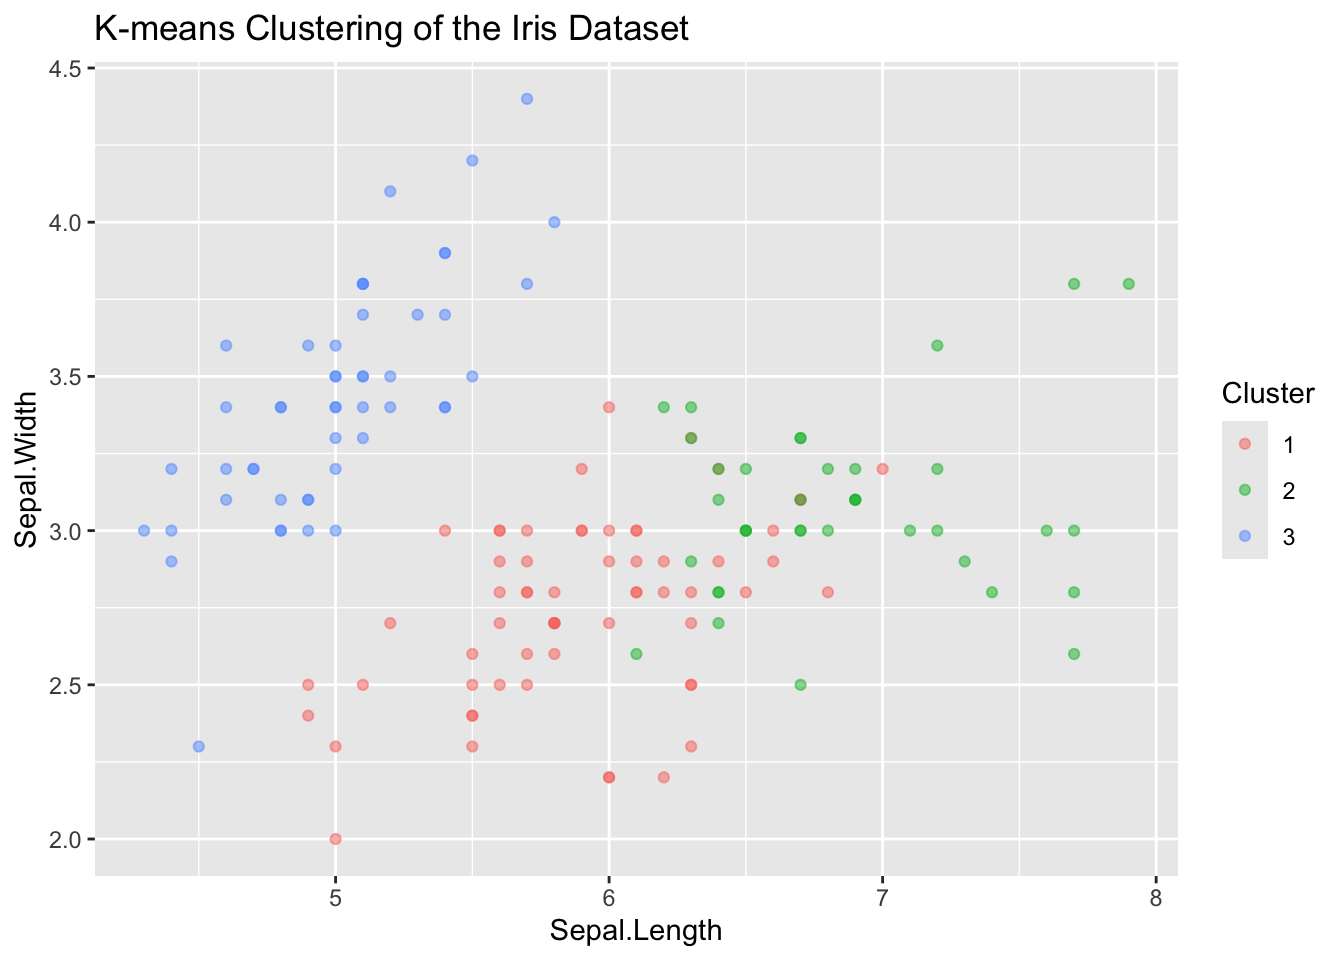 K-means Clustering of the Iris Dataset
4.5
4.0
3.5
3.0
2.5
2.0
Sepal.Width
5 6 7 8
Sepal.Length
Cluster
1
2
3